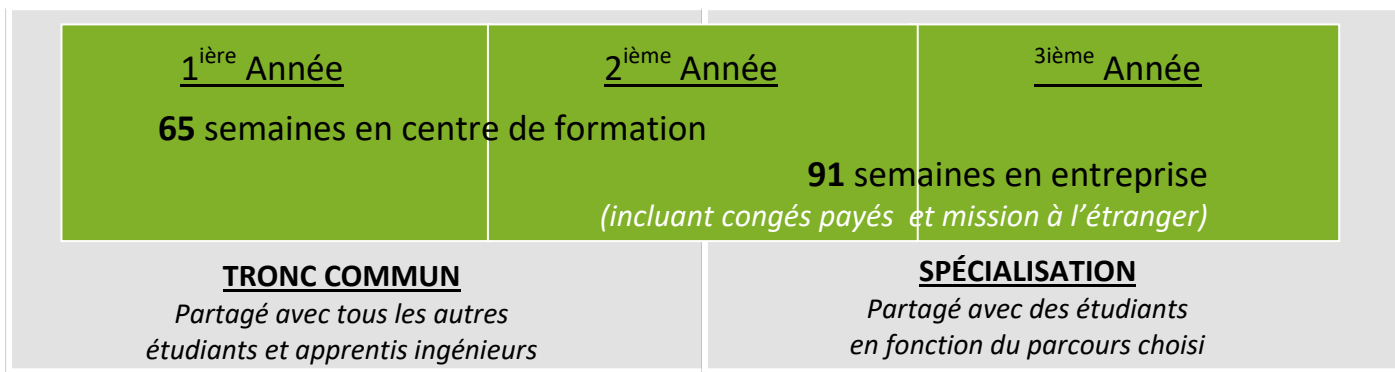 1ière Année
2ième Année
3ième Année
65 semaines en centre de formation
91 semaines en entreprise
(incluant congés payés et mission à l’étranger)
TRONC COMMUN
Partagé avec tous les autres
étudiants et apprentis ingénieurs
SPÉCIALISATION
Partagé avec des étudiants
en fonction du parcours choisi